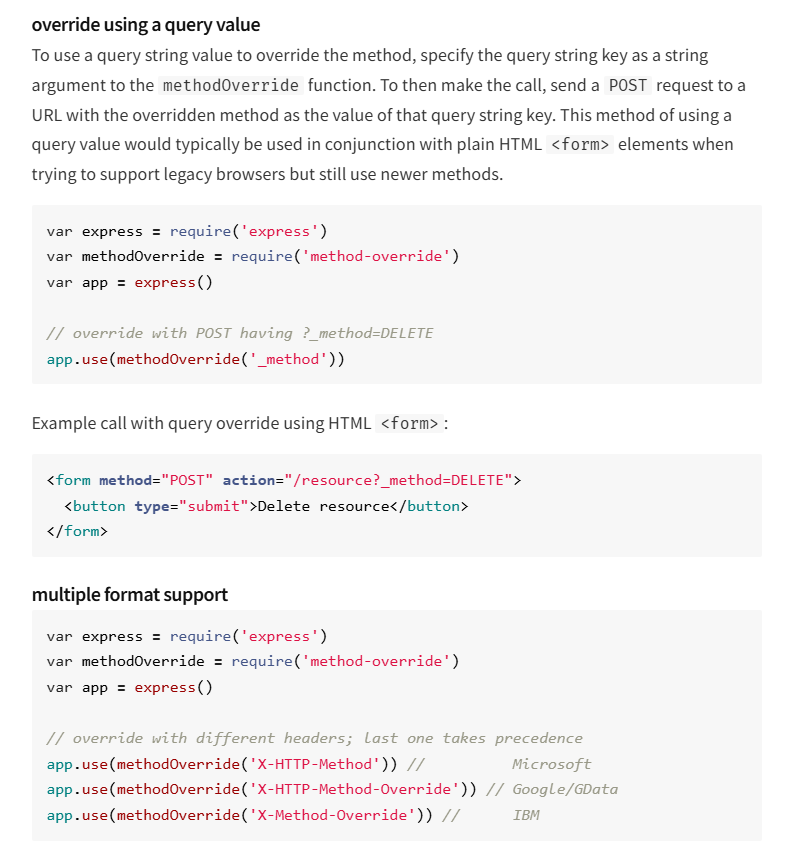 override using a query value
To use a query string value to override the method, specify the query string key as a string
argument to the methodOverride function. To then make the call, send a POST request to a
URL with the overridden method as the value of that query string key. This method of using a
query value would typically be used in conjunction with plain HTML <form> elements when
trying to support legacy browsers but still use newer methods.
var express = require('express')
var methodOverride = require('method-override')
var app = express()
// override with POST having ?_method=DELETE
app.use(methodOverride('_method'))
Example call with query override using HTML <form> :
<form method="POST" action="/resource?_method=DELETE">
  <button type="submit">Delete resource</button>
</form>
multiple format support
var express = require('express')
var methodOverride = require('method-override')
var app = express()
// override with different headers; last one takes precedence
app.use(methodOverride('X-HTTP-Method')) //          Microsoft
app.use(methodOverride('X-HTTP-Method-Override')) // Google/GData
app.use(methodOverride('X-Method-Override')) //      IBM